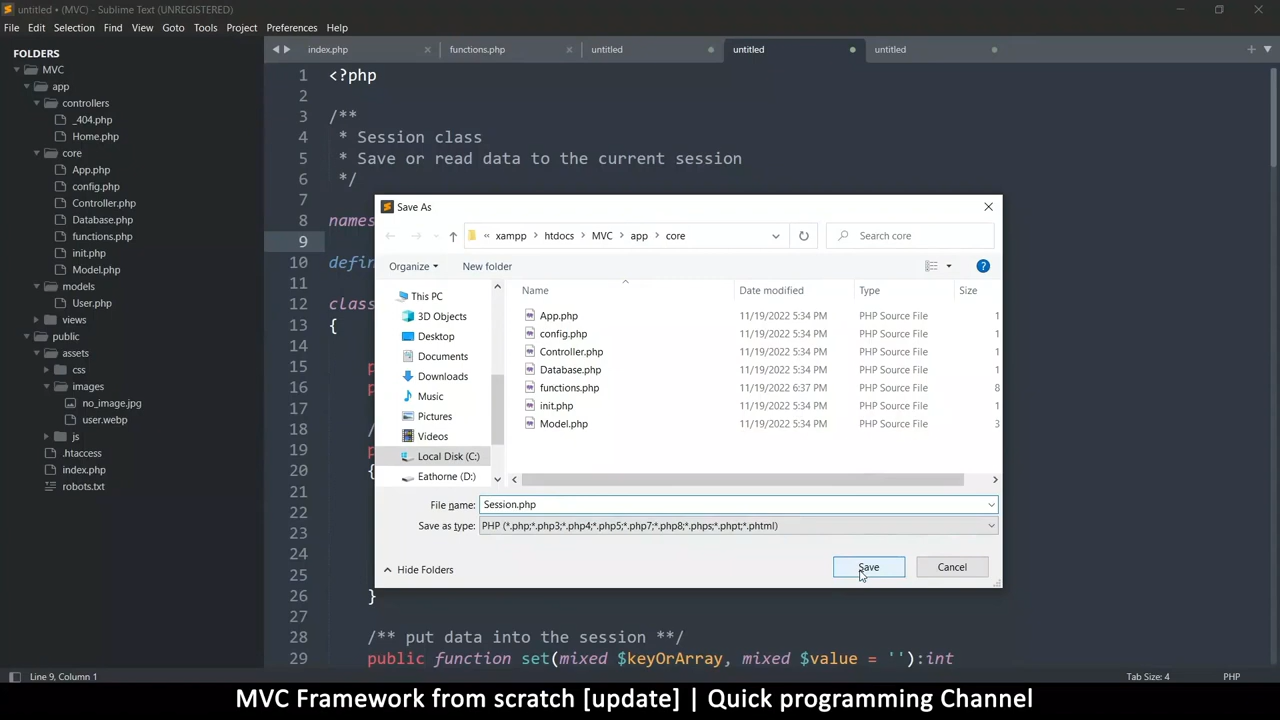 untitled • (MVC) - Sublime Text (UNREGISTERED)
File Edit Selection Find View Goto Tools Project Preferences Help
FOLDERS
MVC
app
controllers
_404.php
Home.php
core
App.php
config.php
Controller.php
Database.php
functions.php
init.php
Model.php
models
User.php
views
public
assets
css
images
no_image.jpg
user.webp
js
.htaccess
index.php
robots.txt
index.php functions.php untitled untitled untitled
1 <?php
2
3 /**
4 * Session class
5 * Save or read data to the current session
6 */
7
8 names
9
10 defin
11
12 class
13 {
14
15 p
16 p
17
18 /
19 p
20 {
21
22
23
24
25
26 }
27
28 /** put data into the session **/
29 public function set(mixed $keyOrArray, mixed $value = ''):int
Save As
« xampp > htdocs > MVC > app > core
Search core
Organize New folder
This PC
3D Objects
Desktop
Documents
Downloads
Music
Pictures
Videos
Local Disk (C:)
Eathorne (D:)
Name Date modified Type Size
App.php 11/19/2022 5:34 PM PHP Source File 1
config.php 11/19/2022 5:34 PM PHP Source File 1
Controller.php 11/19/2022 5:34 PM PHP Source File 1
Database.php 11/19/2022 5:34 PM PHP Source File 1
functions.php 11/19/2022 6:37 PM PHP Source File 8
init.php 11/19/2022 5:34 PM PHP Source File 1
Model.php 11/19/2022 5:34 PM PHP Source File 3
File name: Session.php
Save as type: PHP (*.php;*.php3;*.php4;*.php5;*.php7;*.php8;*.phps;*.phpt;*.phtml)
Hide Folders
Save Cancel
Line 9, Column 1 Tab Size: 4 PHP
MVC Framework from scratch [update] | Quick programming Channel